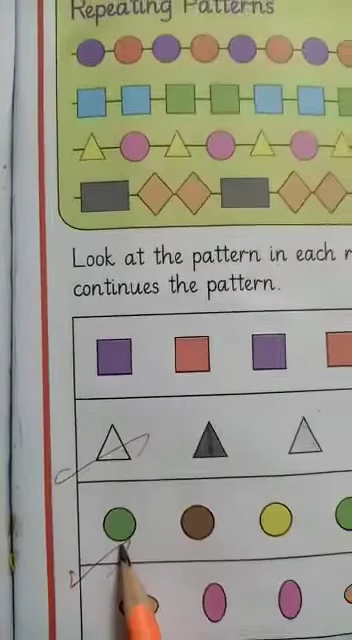 Repeating Patterns
Look at the pattern in each
continues the pattern.